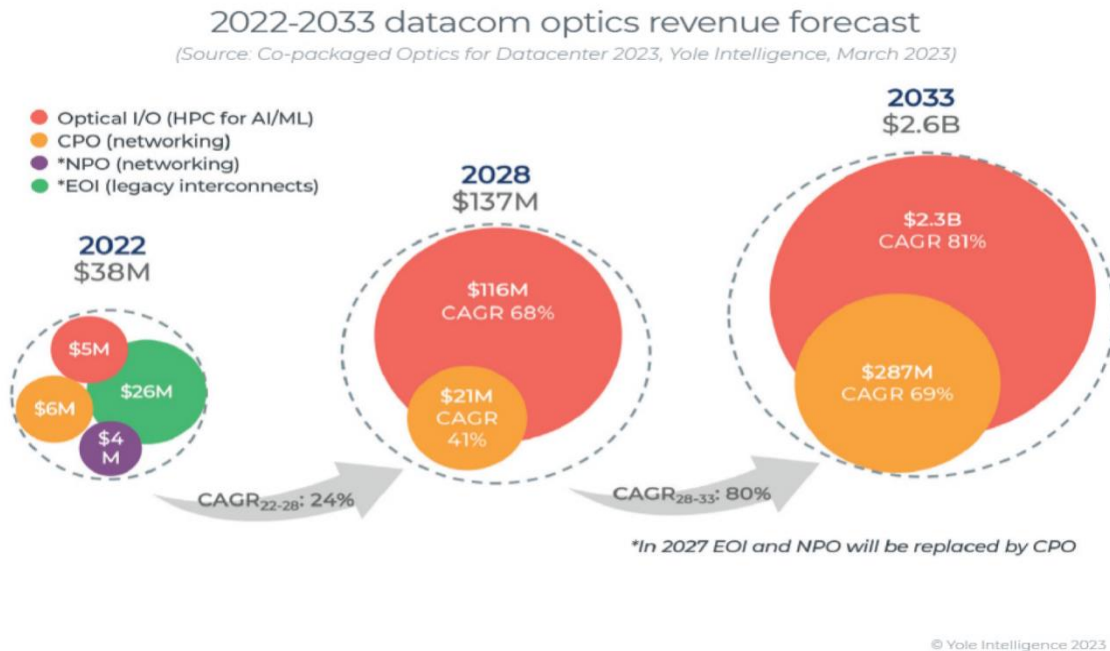 2022-2033 datacom optics revenue forecast
(Source: Co-packaged Optics for Datacenter 2023, Yole Intelligence, March 2023)
Optical I/O (HPC for AI/ML)
CPO (networking)
*NPO (networking)
*EOI (legacy interconnects)
2022
$38M
$5M
$26M
$6M
$4
M
CAGR22-28: 24%
2028
$137M
$116M
CAGR 68%
$21M
CAGR
41%
CAGR28-33: 80%
2033
$2.6B
$2.3B
CAGR 81%
$287M
CAGR 69%
*In 2027 EOI and NPO will be replaced by CPO
© Yole Intelligence 2023